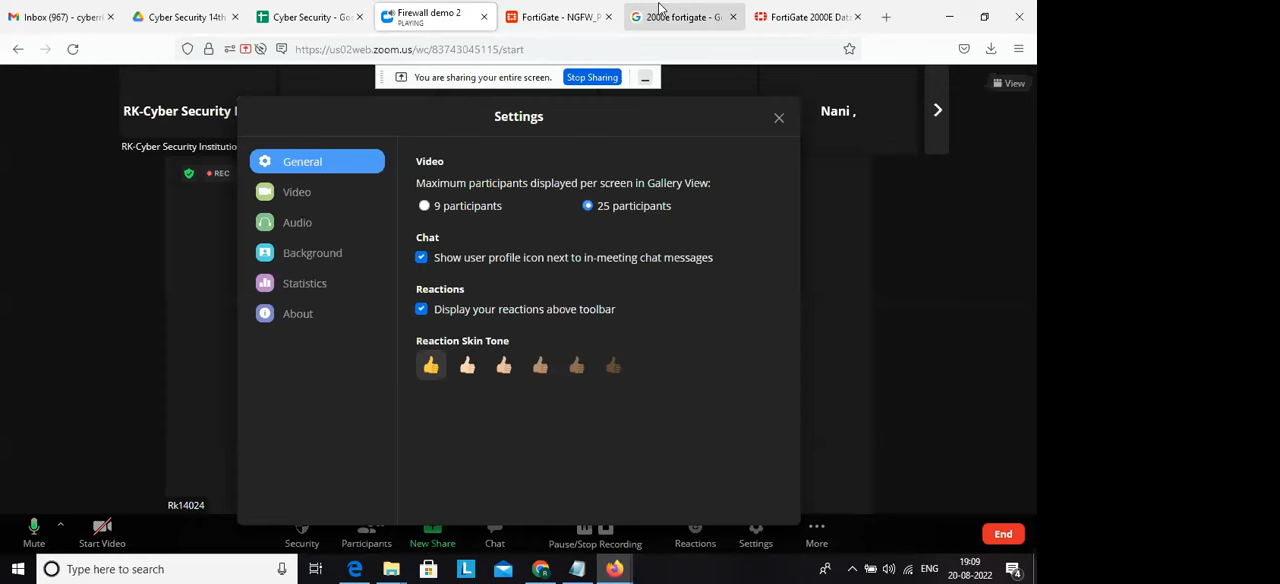 Inbox (967) - cyberri
Cyber Security 14th
Cyber Security - Goo
Firewall demo 2
PLAYING
FortiGate - NGFW_P
2000e fortigate - Go
FortiGate 2000E Data
https://us02web.zoom.us/wc/83743045115/start
You are sharing your entire screen.
Stop Sharing
View
RK-Cyber Security I
Nani ,
RK-Cyber Security Institutio
REC
Settings
General
Video
Audio
Background
Statistics
About
Video
Maximum participants displayed per screen in Gallery View:
9 participants
25 participants
Chat
Show user profile icon next to in-meeting chat messages
Reactions
Display your reactions above toolbar
Reaction Skin Tone
Rk14024
Mute
Start Video
Security
Participants
New Share
Chat
Pause/Stop Recording
Reactions
Settings
More
End
Type here to search
ENG
19:09
20-08-2022
4